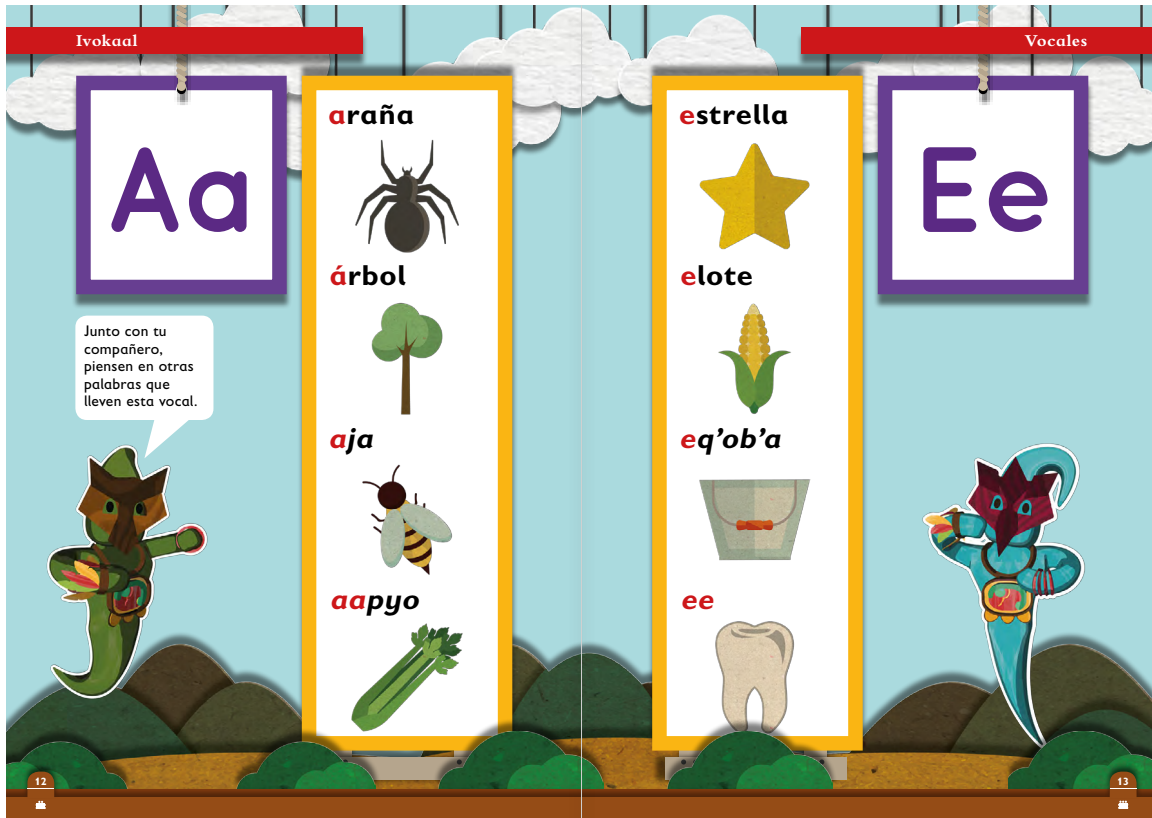 Ivokaal
Aa
araña
árbol
aja
aapyo
Junto con tu
compañero,
piensen en otras
palabras que
lleven esta vocal.
12
Vocales
estrella
elote
eq’ob’a
ee
Ee
13